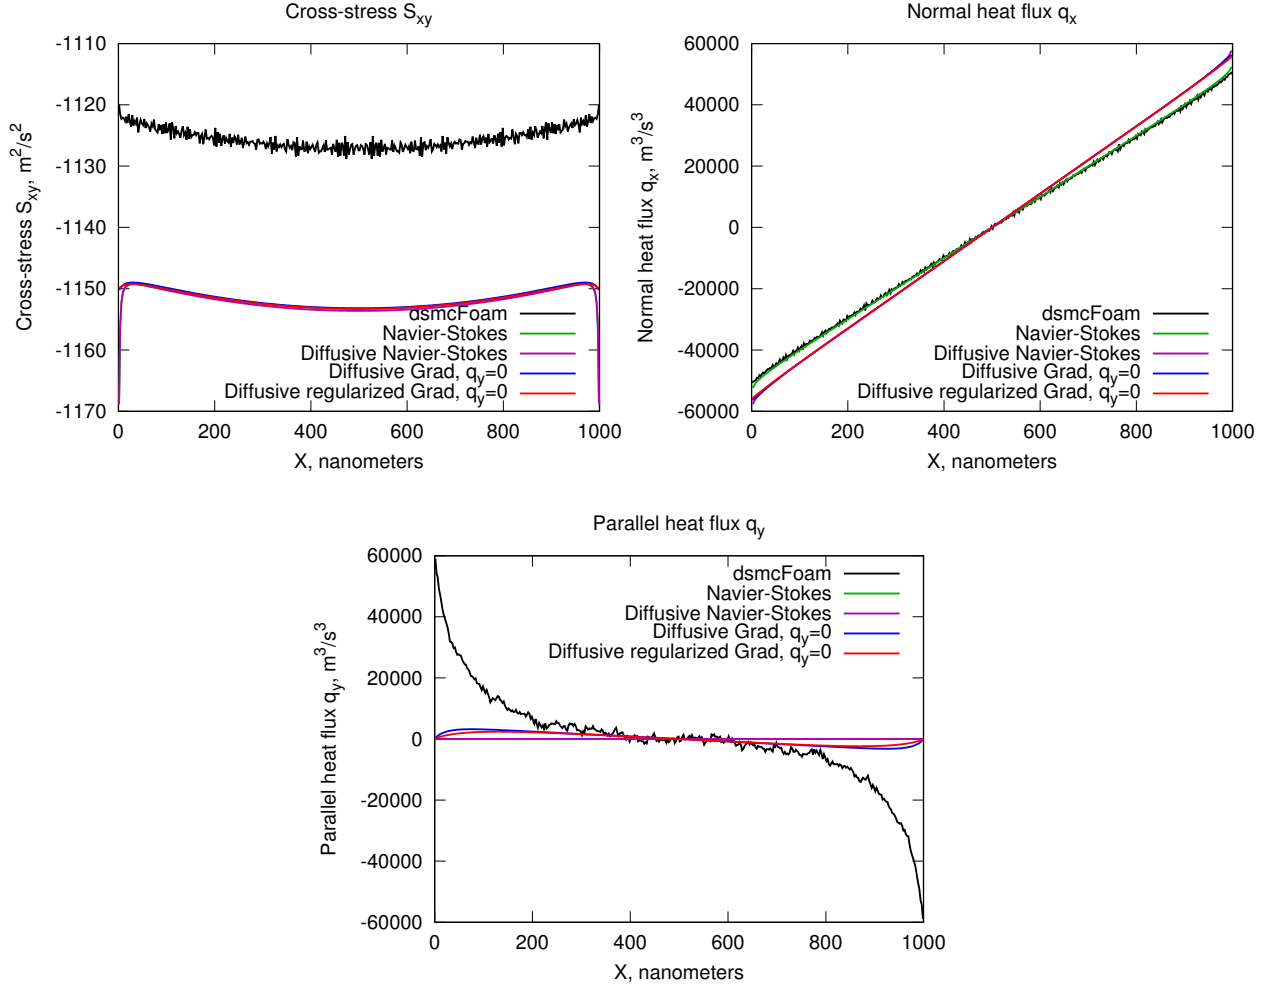 Cross-stress Sxy
Cross-stress Sxy, m2/s2
-1110
-1120
-1130
-1140
-1150
-1160
-1170
dsmcFoam
Navier-Stokes
Diffusive Navier-Stokes
Diffusive Grad, qy=0
Diffusive regularized Grad, qy=0
0 200 400 600 800 1000
X, nanometers
Normal heat flux qx
Normal heat flux qx, m3/s3
60000
40000
20000
0
-20000
-40000
-60000
dsmcFoam
Navier-Stokes
Diffusive Navier-Stokes
Diffusive Grad, qy=0
Diffusive regularized Grad, qy=0
0 200 400 600 800 1000
X, nanometers
Parallel heat flux qy
Parallel heat flux qy, m3/s3
60000
40000
20000
0
-20000
-40000
-60000
dsmcFoam
Navier-Stokes
Diffusive Navier-Stokes
Diffusive Grad, qy=0
Diffusive regularized Grad, qy=0
0 200 400 600 800 1000
X, nanometers